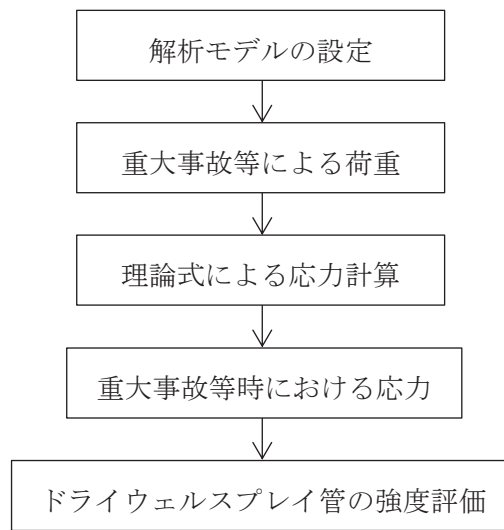 解析モデルの設定
重大事故等による荷重
理論式による応力計算
重大事故等時における応力
ドライウェルスプレイ管の強度評価